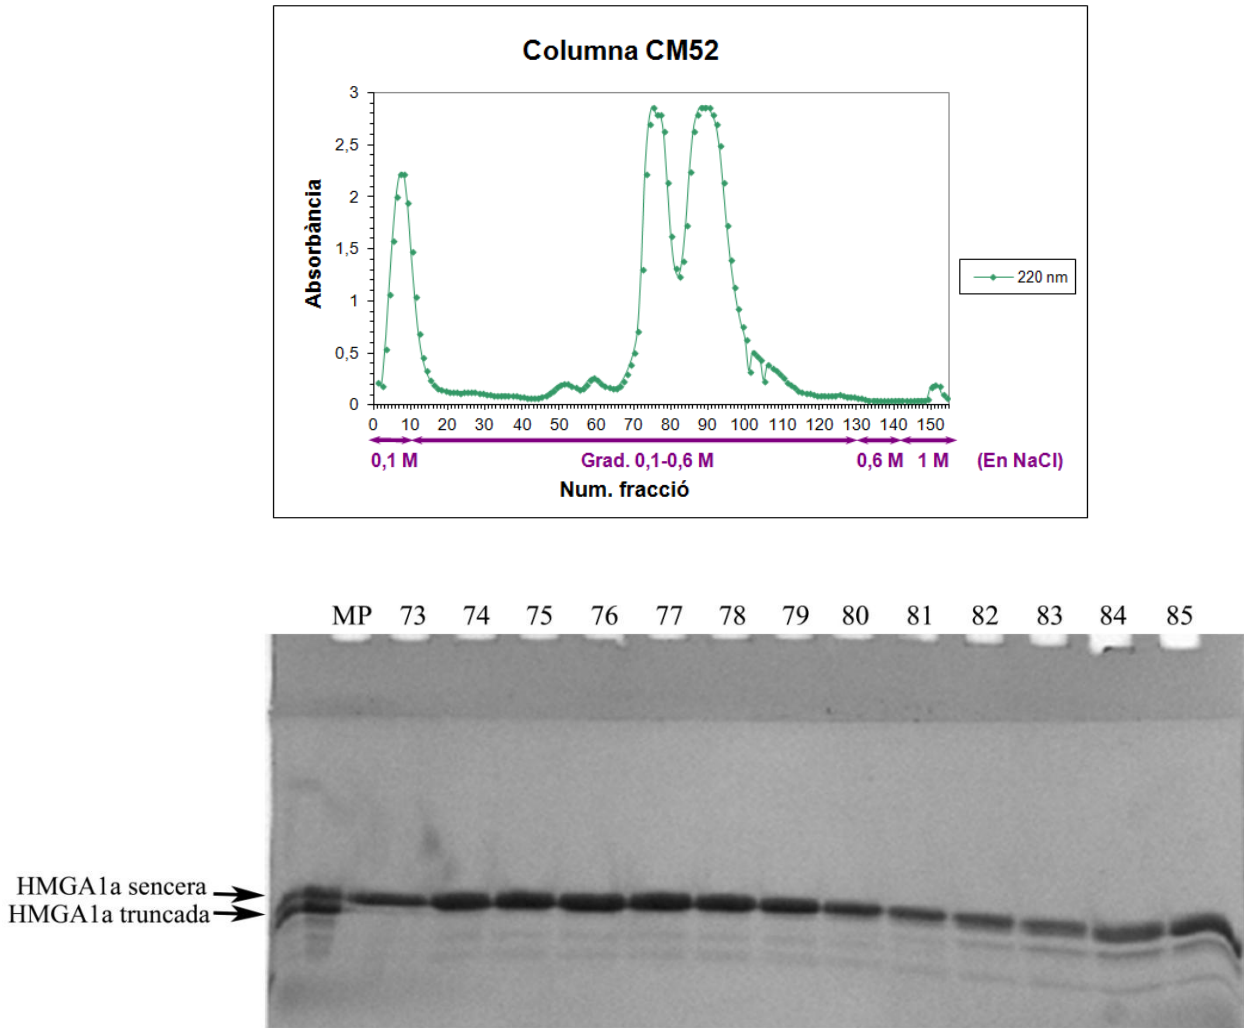 Columna CM52
Absorbància
3
2,5
2
1,5
1
0,5
0
0 10 20 30 40 50 60 70 80 90 100 110 120 130 140 150
220 nm
0,1 M Grad. 0,1-0,6 M 0,6 M 1 M (En NaCl)
Num. fracció
MP 73 74 75 76 77 78 79 80 81 82 83 84 85
HMGA1a sencera
HMGA1a truncada